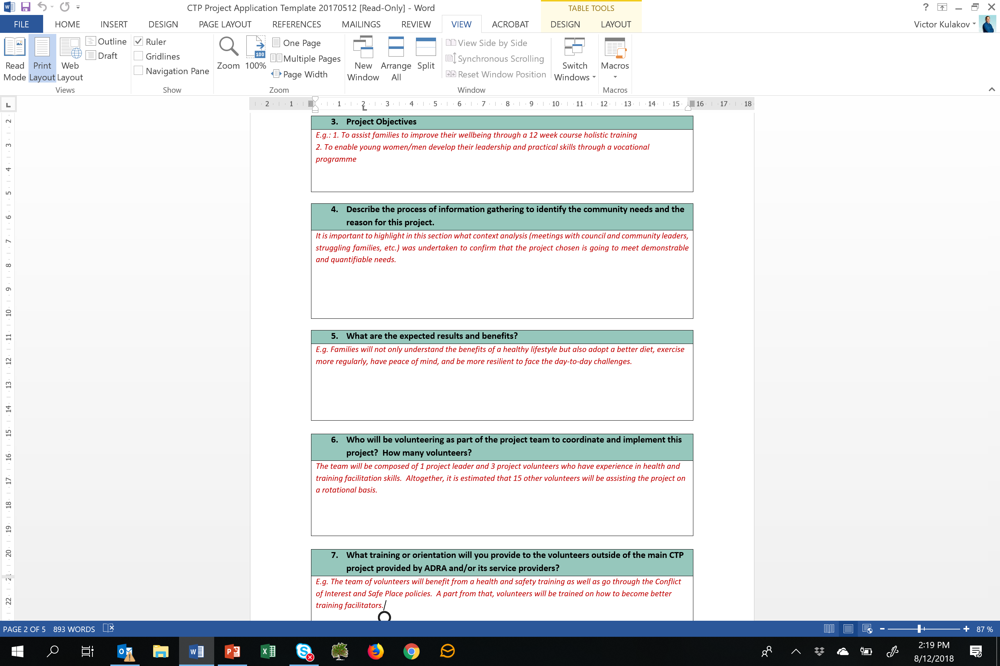 CTP Project Application Template 20170512 [Read-Only] - Word
TABLE TOOLS
FILE HOME INSERT DESIGN PAGE LAYOUT REFERENCES MAILINGS REVIEW VIEW ACROBAT DESIGN LAYOUT Victor Kulakov
Read Mode
Print Layout
Web Layout
Outline
Draft
Views
Ruler
Gridlines
Navigation Pane
Show
Zoom
100
100%
One Page
Multiple Pages
Page Width
Zoom
New Window
Arrange All
Split
View Side by Side
Synchronous Scrolling
Reset Window Position
Window
Switch Windows
Macros
Macros
2 1 1 2 3 4 5 6 7 8 9 10 11 12 13 14 15 16 17 18
2
3
4
5
6
7
8
9
10
11
12
13
14
15
16
17
18
19
20
21
22
3. Project Objectives
E.g.: 1. To assist families to improve their wellbeing through a 12 week course holistic training
2. To enable young women/men develop their leadership and practical skills through a vocational
programme
4. Describe the process of information gathering to identify the community needs and the
reason for this project.
It is important to highlight in this section what context analysis (meetings with council and community leaders,
struggling families, etc.) was undertaken to confirm that the project chosen is going to meet demonstrable
and quantifiable needs.
5. What are the expected results and benefits?
E.g. Families will not only understand the benefits of a healthy lifestyle but also adopt a better diet, exercise
more regularly, have peace of mind, and be more resilient to face the day-to-day challenges.
6. Who will be volunteering as part of the project team to coordinate and implement this
project? How many volunteers?
The team will be composed of 1 project leader and 3 project volunteers who have experience in health and
training facilitation skills. Altogether, it is estimated that 15 other volunteers will be assisting the project on
a rotational basis.
7. What training or orientation will you provide to the volunteers outside of the main CTP
project provided by ADRA and/or its service providers?
E.g. The team of volunteers will benefit from a health and safety training as well as go through the Conflict
of Interest and Safe Place policies. A part from that, volunteers will be trained on how to become better
training facilitators.
PAGE 2 OF 5 893 WORDS
87 %
2:19 PM
8/12/2018